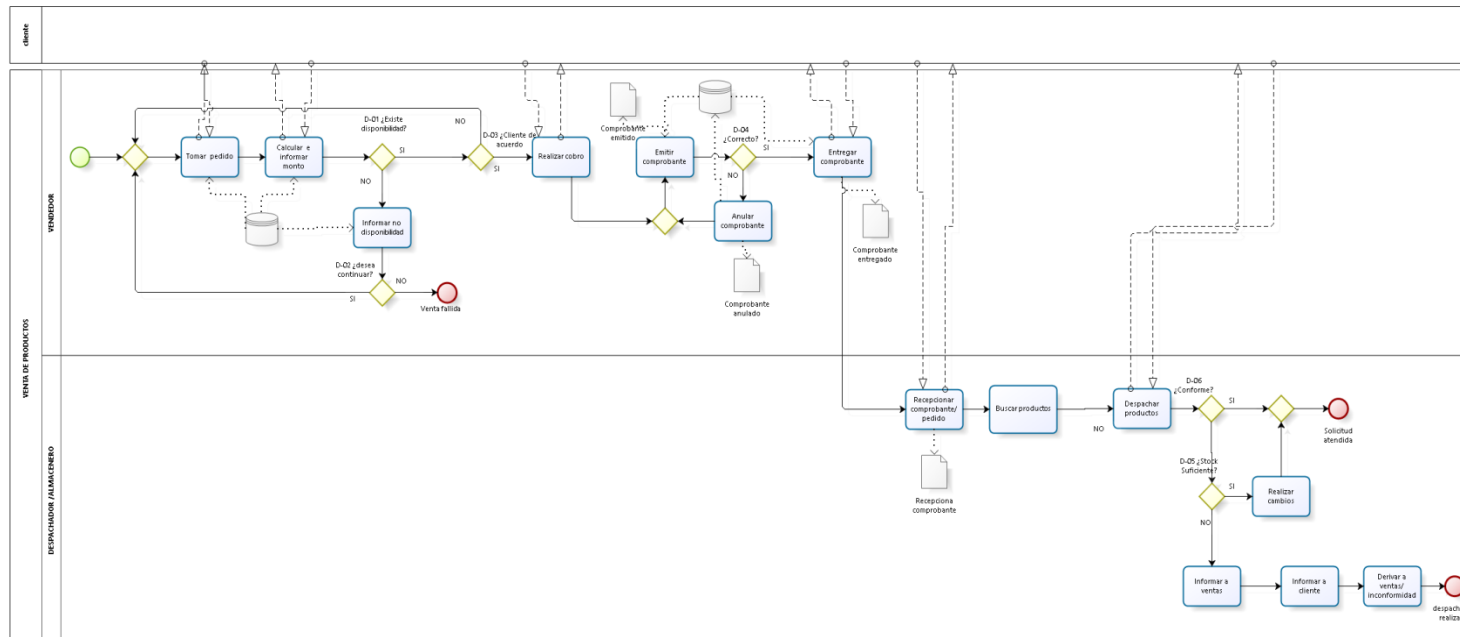 cliente
VENTA DE PRODUCTOS
VENDEDOR
D-01 ¿Existe
disponibilidad?
NO
D-03 ¿Cliente de
acuerdo
Comprobante
emitido
D-04
¿Correcto?
Tomar pedido
Calcular e
informar
monto
SI
SI
Realizar cobro
Emitir
comprobante
SI
Entregar
comprobante
NO
NO
Informar no
disponibilidad
Anular
comprobante
Comprobante
entregado
D-02 ¿desea
continuar?
NO
SI
Venta fallida
Comprobante
anulado
DESPACHADOR /ALMACENERO
Recepcionar
comprobante/
pedido
Buscar productos
NO
Despachar
productos
D-06
¿Conforme?
SI
Solicitud
atendida
D-05 ¿Stock
Suficiente?
SI
Realizar
cambios
Recepciona
comprobante
NO
Informar a
ventas
Informar a
cliente
Derivar a
ventas/
inconformidad
despach
realiza